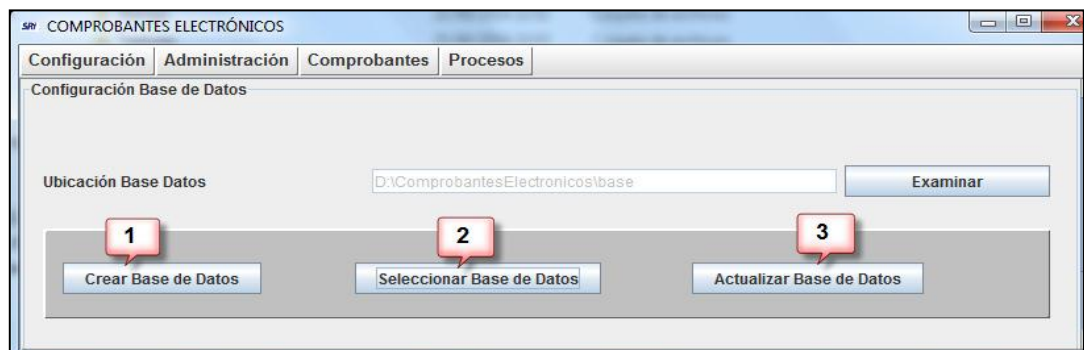 SRI COMPROBANTES ELECTRÓNICOS
Configuración Administración Comprobantes Procesos
Configuración Base de Datos
Ubicación Base Datos D:\ComprobantesElectronicos\base Examinar
1 2 3
Crear Base de Datos Seleccionar Base de Datos Actualizar Base de Datos